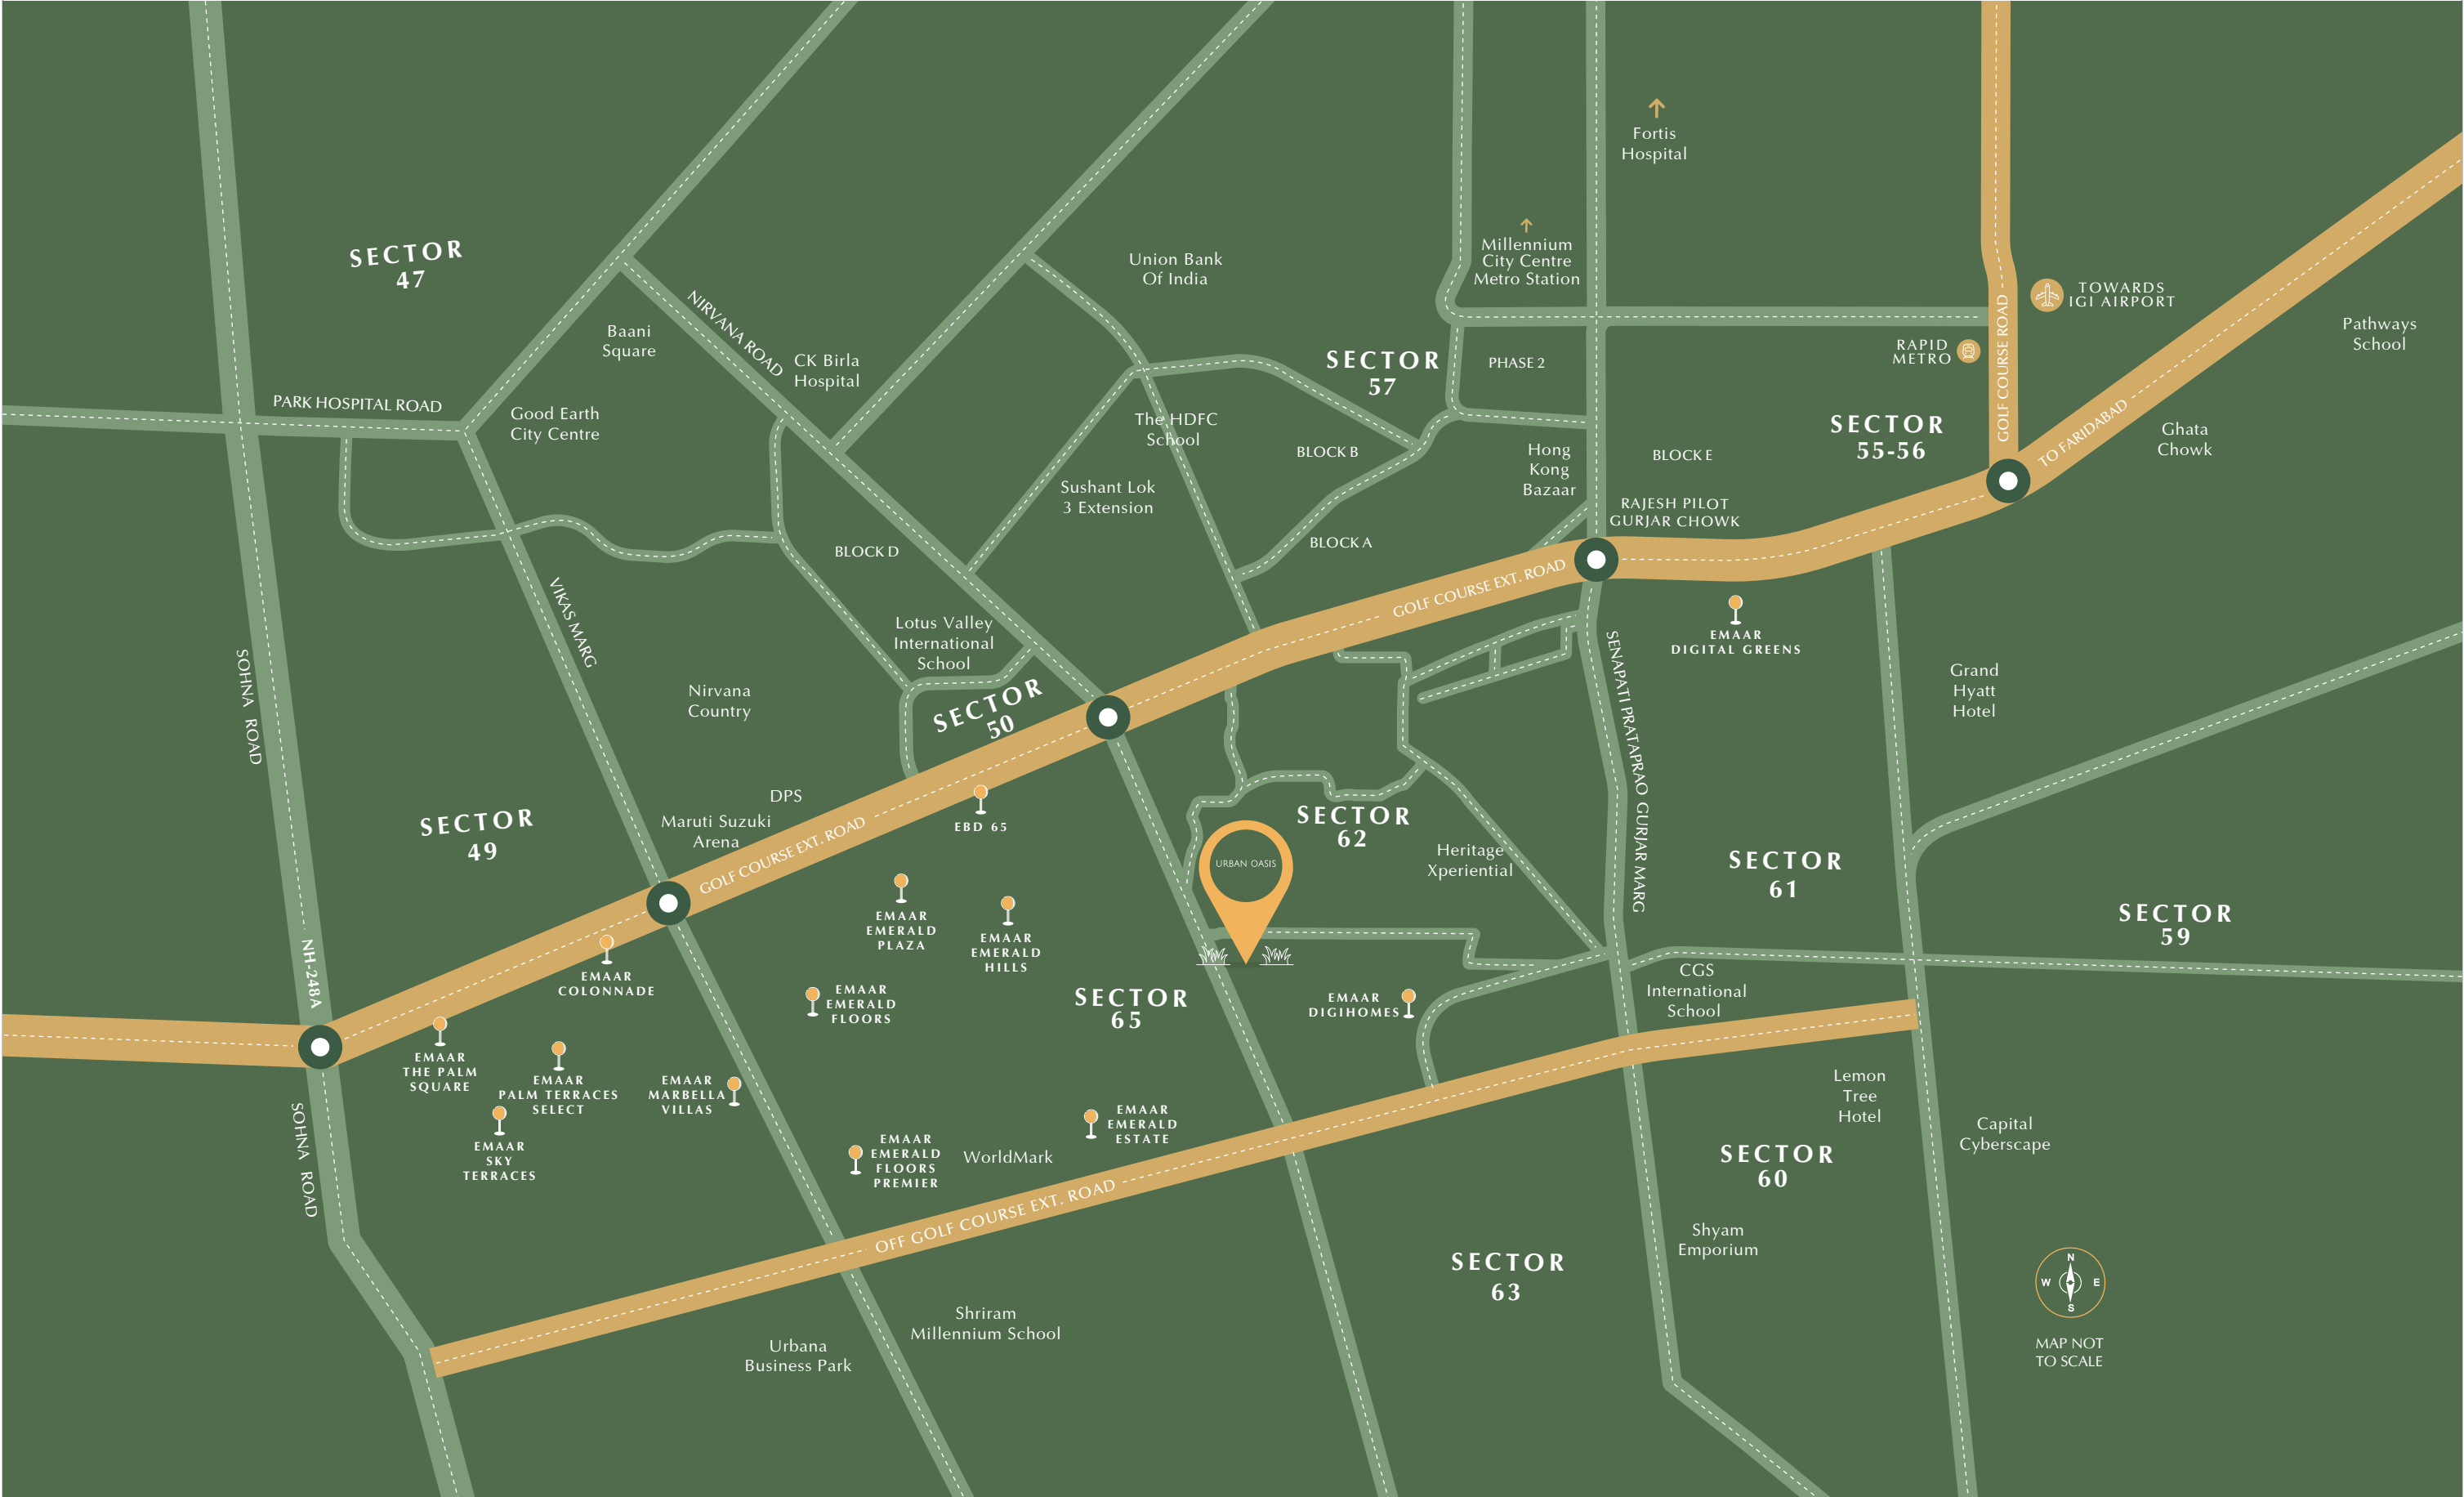 Fortis
Hospital
Millennium
City Centre
Metro Station
Union Bank
Of India
SECTOR
47
TOWARDS
IGI AIRPORT
Pathways
School
GOLF COURSE ROAD
RAPID
METRO
Baani
Square
NIRVANA ROAD
CK Birla
Hospital
SECTOR
57
PHASE 2
PARK HOSPITAL ROAD
Good Earth
City Centre
The HDFC
School
BLOCK B
Hong
Kong
Bazaar
BLOCK E
SECTOR
55-56
TO FARIDABAD
Ghata
Chowk
Sushant Lok
3 Extension
RAJESH PILOT
GURJAR CHOWK
BLOCK D
BLOCK A
GOLF COURSE EXT. ROAD
VIKAS MARG
Lotus Valley
International
School
EMAAR
DIGITAL GREENS
SOHNA ROAD
Nirvana
Country
SECTOR
50
SENAPATI PRATAPRAO GURJAR MARG
Grand
Hyatt
Hotel
DPS
Maruti Suzuki
Arena
GOLF COURSE EXT. ROAD
EBD 65
SECTOR
49
SECTOR
62
URBAN OASIS
Heritage
Xperiential
SECTOR
61
SECTOR
59
NH-248A
EMAAR
COLONNADE
EMAAR
EMERALD
PLAZA
EMAAR
EMERALD
HILLS
EMAAR
EMERALD
FLOORS
SECTOR
65
EMAAR
DIGIHOMES
CGS
International
School
EMAAR
THE PALM
SQUARE
EMAAR
PALM TERRACES
SELECT
EMAAR
MARBELLA
VILLAS
EMAAR
SKY
TERRACES
SOHNA ROAD
EMAAR
EMERALD
FLOORS
PREMIER
WorldMark
EMAAR
EMERALD
ESTATE
OFF GOLF COURSE EXT. ROAD
Lemon
Tree
Hotel
Capital
Cyberscape
SECTOR
60
Shyam
Emporium
SECTOR
63
Shriram
Millennium School
Urbana
Business Park
N
W E
S
MAP NOT
TO SCALE